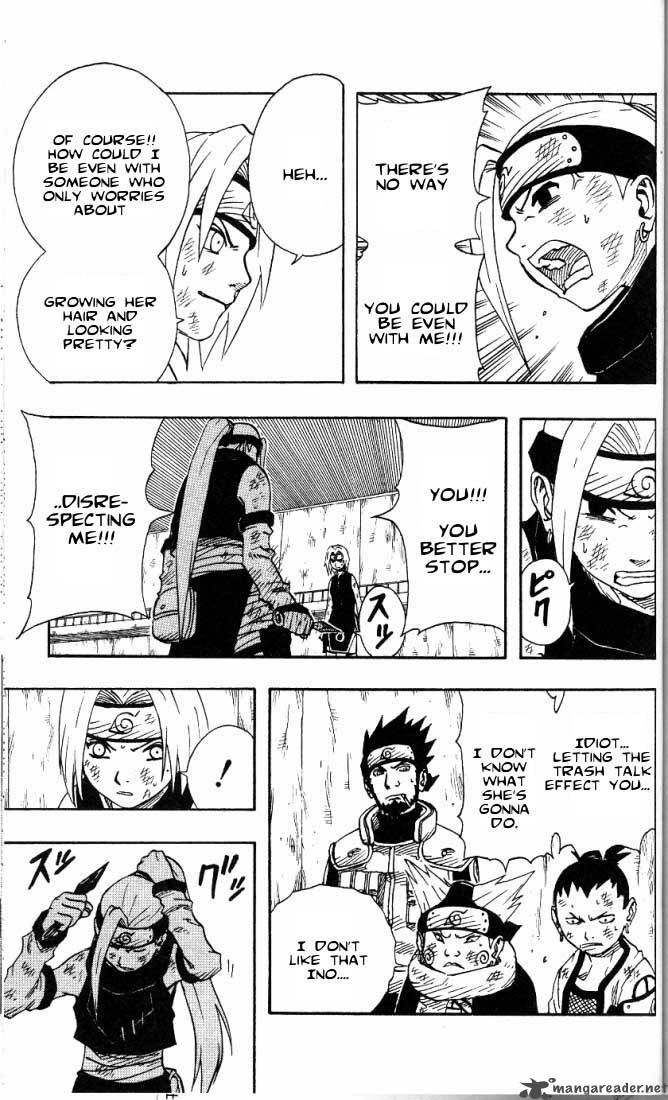 THERE'S
NO WAY
YOU COULD
BE EVEN
WITH ME!!!
HEH...
OF COURSE!!
HOW COULD I
BE EVEN WITH
SOMEONE WHO
ONLY WORRIES
ABOUT
GROWING HER
HAIR AND
LOOKING
PRETTY?
ピク
YOU!!!
YOU
BETTER
STOP...
スッ
..DISRE-
SPECTING
ME!!!
IDIOT...
LETTING THE
TRASH TALK
EFFECT YOU...
I DON'T
KNOW
WHAT
SHE'S
GONNA
DO.
I DON'T
LIKE THAT
INO....
!
グッ
スッ
mangareader.net